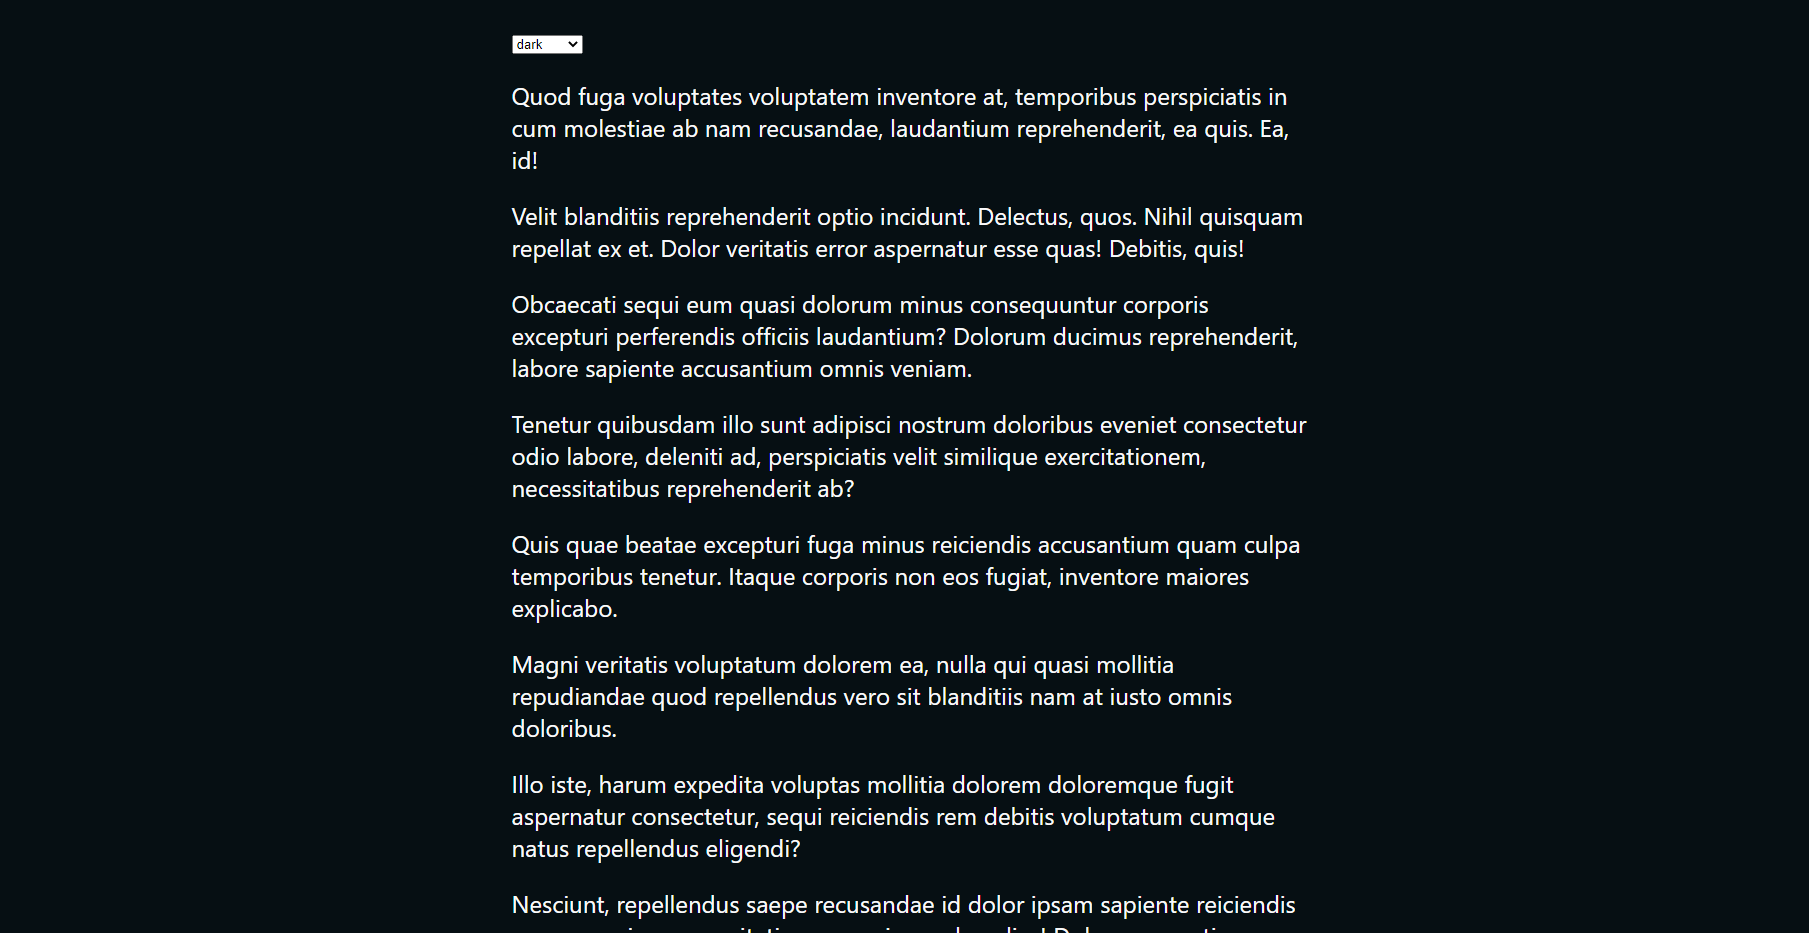 dark
Quod fuga voluptates voluptatem inventore at, temporibus perspiciatis in
cum molestiae ab nam recusandae, laudantium reprehenderit, ea quis. Ea,
id!
Velit blanditiis reprehenderit optio incidunt. Delectus, quos. Nihil quisquam
repellat ex et. Dolor veritatis error aspernatur esse quas! Debitis, quis!
Obcaecati sequi eum quasi dolorum minus consequuntur corporis
excepturi perferendis officiis laudantium? Dolorum ducimus reprehenderit,
labore sapiente accusantium omnis veniam.
Tenetur quibusdam illo sunt adipisci nostrum doloribus eveniet consectetur
odio labore, deleniti ad, perspiciatis velit similique exercitationem,
necessitatibus reprehenderit ab?
Quis quae beatae excepturi fuga minus reiciendis accusantium quam culpa
temporibus tenetur. Itaque corporis non eos fugiat, inventore maiores
explicabo.
Magni veritatis voluptatum dolorem ea, nulla qui quasi mollitia
repudiandae quod repellendus vero sit blanditiis nam at iusto omnis
doloribus.
Illo iste, harum expedita voluptas mollitia dolorem doloremque fugit
aspernatur consectetur, sequi reiciendis rem debitis voluptatum cumque
natus repellendus eligendi?
Nesciunt, repellendus saepe recusandae id dolor ipsam sapiente reiciendis